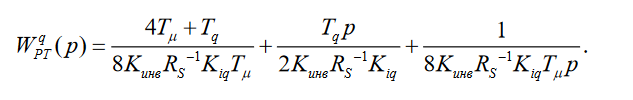 $$W_{PT}^{q}(p) = \frac{4T_{\mu} + T_{q}}{8K_{инв}R_{S}^{-1}K_{iq}T_{\mu}} + \frac{T_{q}p}{2K_{инв}R_{S}^{-1}K_{iq}} + \frac{1}{8K_{инв}R_{S}^{-1}K_{iq}T_{\mu}p}.$$